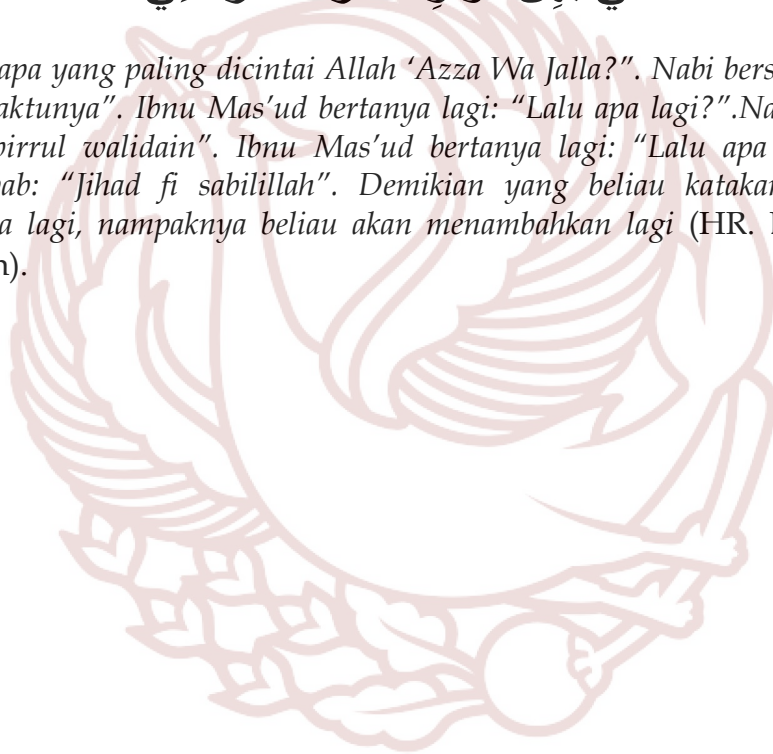 apa yang paling dicintai Allah ‘Azza Wa Jalla?”. Nabi bers
aktunya”. Ibnu Mas’ud bertanya lagi: “Lalu apa lagi?”.Na
birrul walidain”. Ibnu Mas’ud bertanya lagi: “Lalu apa
ab: “Jihad fi sabilillah”. Demikian yang beliau katakan
a lagi, nampaknya beliau akan menambahkan lagi (HR.
).